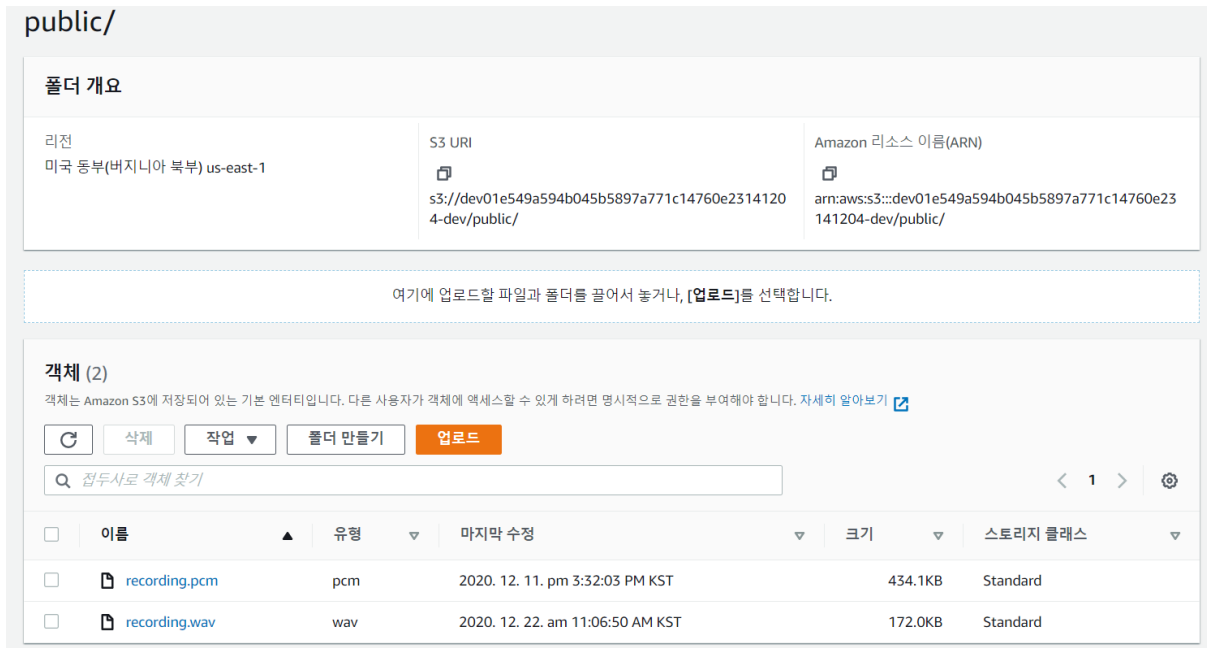 public/
폴더 개요
리전
미국 동부(버지니아 북부) us-east-1
S3 URI
s3://dev01e549a594b045b5897a771c14760e2314120
4-dev/public/
Amazon 리소스 이름(ARN)
arn:aws:s3:::dev01e549a594b045b5897a771c14760e23
141204-dev/public/
여기에 업로드할 파일과 폴더를 끌어서 놓거나, [업로드]를 선택합니다.
객체 (2)
객체는 Amazon S3에 저장되어 있는 기본 엔터티입니다. 다른 사용자가 객체에 액세스할 수 있게 하려면 명시적으로 권한을 부여해야 합니다. 자세히 알아보기
삭제 작업 폴더 만들기 업로드
접두사로 객체 찾기 1
이름 유형 마지막 수정 크기 스토리지 클래스
recording.pcm pcm 2020. 12. 11. pm 3:32:03 PM KST 434.1KB Standard
recording.wav wav 2020. 12. 22. am 11:06:50 AM KST 172.0KB Standard